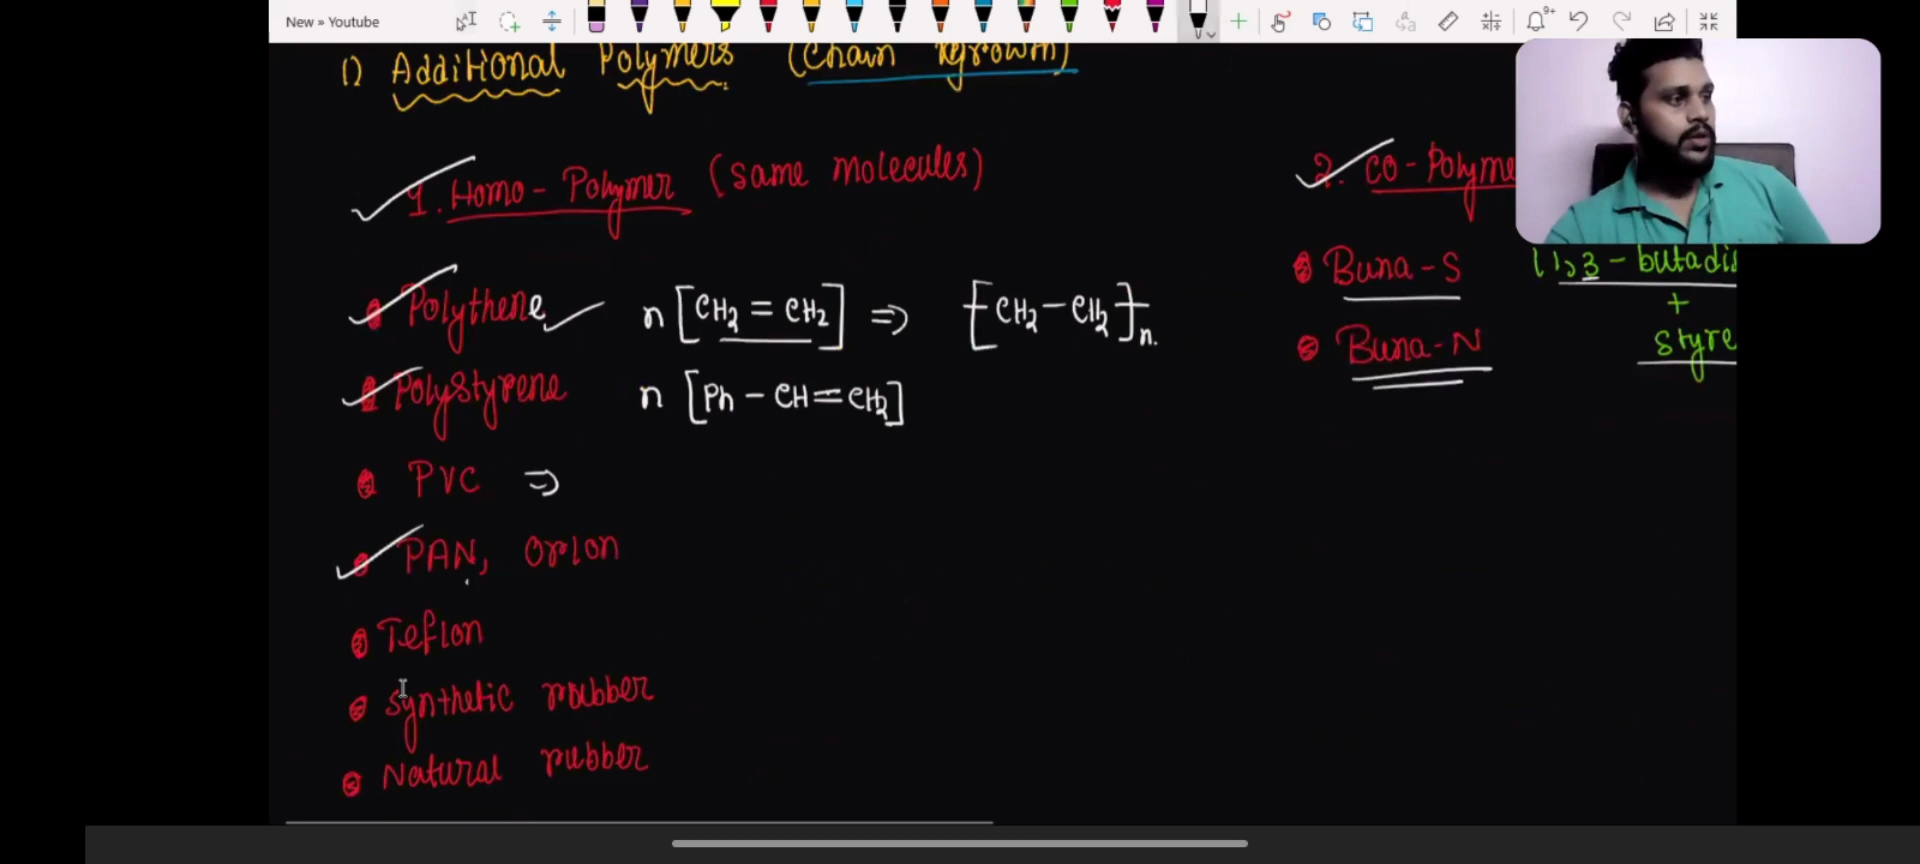 New » Youtube
9+
1) Additional Polymers (Chain Growth)
1. Homo - Polymer (same molecules)
Polythene n [CH2 = CH2] ⇒ [CH2 - CH2]n.
Polystyrene n [Ph - CH = CH2]
PVC ⇒
PAN, Orlon
Teflon
Synthetic rubber
Natural rubber
2. CO - Polyme
Buna - S (1,3 - butadi
+
Buna - N Styre